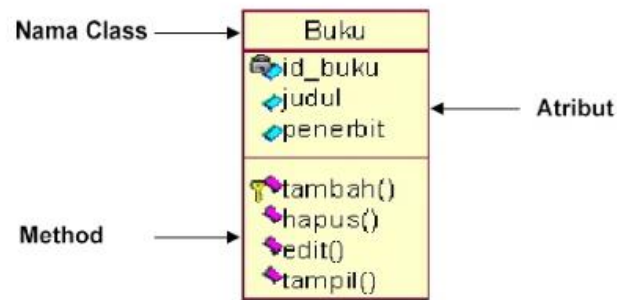 Nama Class
Buku
id_buku
judul
penerbit
Atribut
Method
tambah()
hapus()
edit()
tampil()